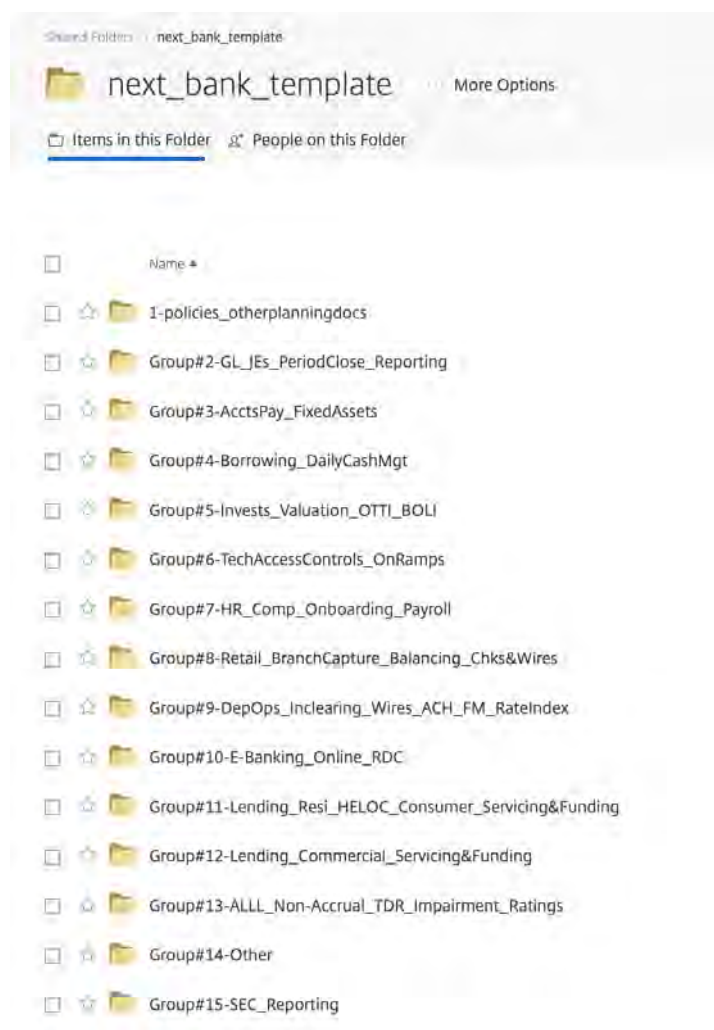 Shared Folders next_bank_template
next_bank_template More Options
Items in this Folder People on this Folder
Name
1-policies_otherplanningdocs
Group#2-GL_JEs_PeriodClose_Reporting
Group#3-AcctsPay_FixedAssets
Group#4-Borrowing_DailyCashMgt
Group#5-Invests_Valuation_OTTI_BOLI
Group#6-TechAccessControls_OnRamps
Group#7-HR_Comp_Onboarding_Payroll
Group#8-Retail_BranchCapture_Balancing_Chks&Wires
Group#9-DepOps_Inclearing_Wires_ACH_FM_RateIndex
Group#10-E-Banking_Online_RDC
Group#11-Lending_Resi_HELOC_Consumer_Servicing&Funding
Group#12-Lending_Commercial_Servicing&Funding
Group#13-ALLL_Non-Accrual_TDR_Impairment_Ratings
Group#14-Other
Group#15-SEC_Reporting